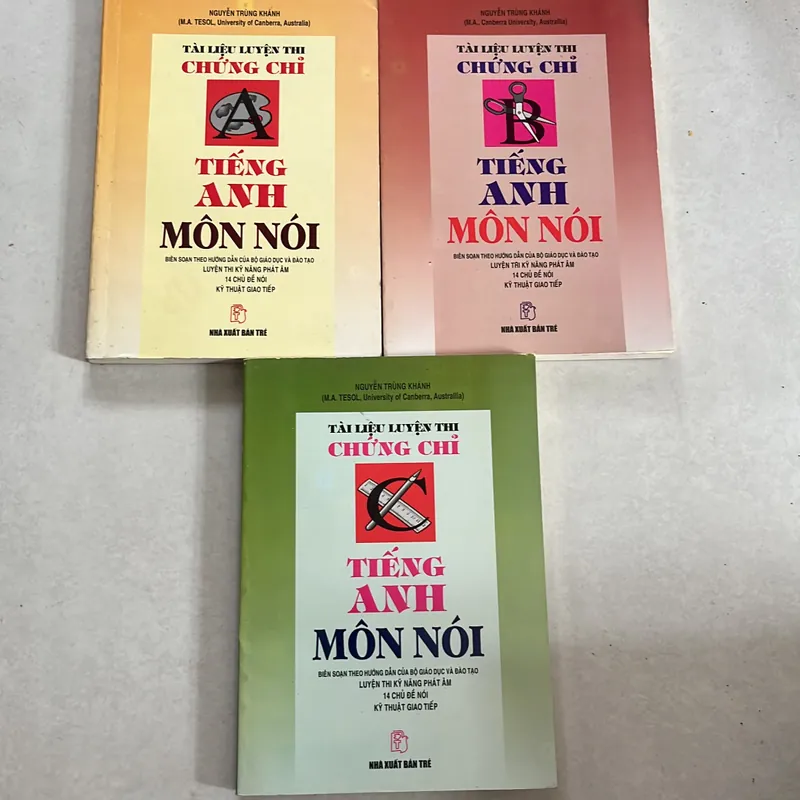 NGUYỄN TRÙNG KHÁNH
(M.A. TESOL, University of Canberra, Australlia)
TÀI LIỆU LUYỆN THI
CHỨNG CHỈ
A
TIẾNG
ANH
MÔN NÓI
BIÊN SOẠN THEO HƯỚNG DẪN CỦA BỘ GIÁO DỤC VÀ ĐÀO TẠO
LUYỆN THI KỸ NĂNG PHÁT ÂM
14 CHỦ ĐỀ NÓI
KỸ THUẬT GIAO TIẾP
NHÀ XUẤT BẢN TRẺ
NGUYỄN TRÙNG KHÁNH
(M.A., Canberra University, Australlia)
TÀI LIỆU LUYỆN THI
CHỨNG CHỈ
B
TIẾNG
ANH
MÔN NÓI
BIÊN SOẠN THEO HƯỚNG DẪN CỦA BỘ GIÁO DỤC VÀ ĐÀO TẠO
LUYỆN TRI KỸ NĂNG PHÁT ÂM
14 CHỦ ĐỀ NÓI
KỸ THUẬT GIAO TIẾP
NHÀ XUẤT BẢN TRẺ
NGUYỄN TRÙNG KHÁNH
(M.A. TESOL, University of Canberra, Australlia)
TÀI LIỆU LUYỆN THI
CHỨNG CHỈ
C
TIẾNG
ANH
MÔN NÓI
BIÊN SOẠN THEO HƯỚNG DẪN CỦA BỘ GIÁO DỤC VÀ ĐÀO TẠO
LUYỆN THI KỸ NĂNG PHÁT ÂM
14 CHỦ ĐỀ NÓI
KỸ THUẬT GIAO TIẾP
NHÀ XUẤT BẢN TRẺ